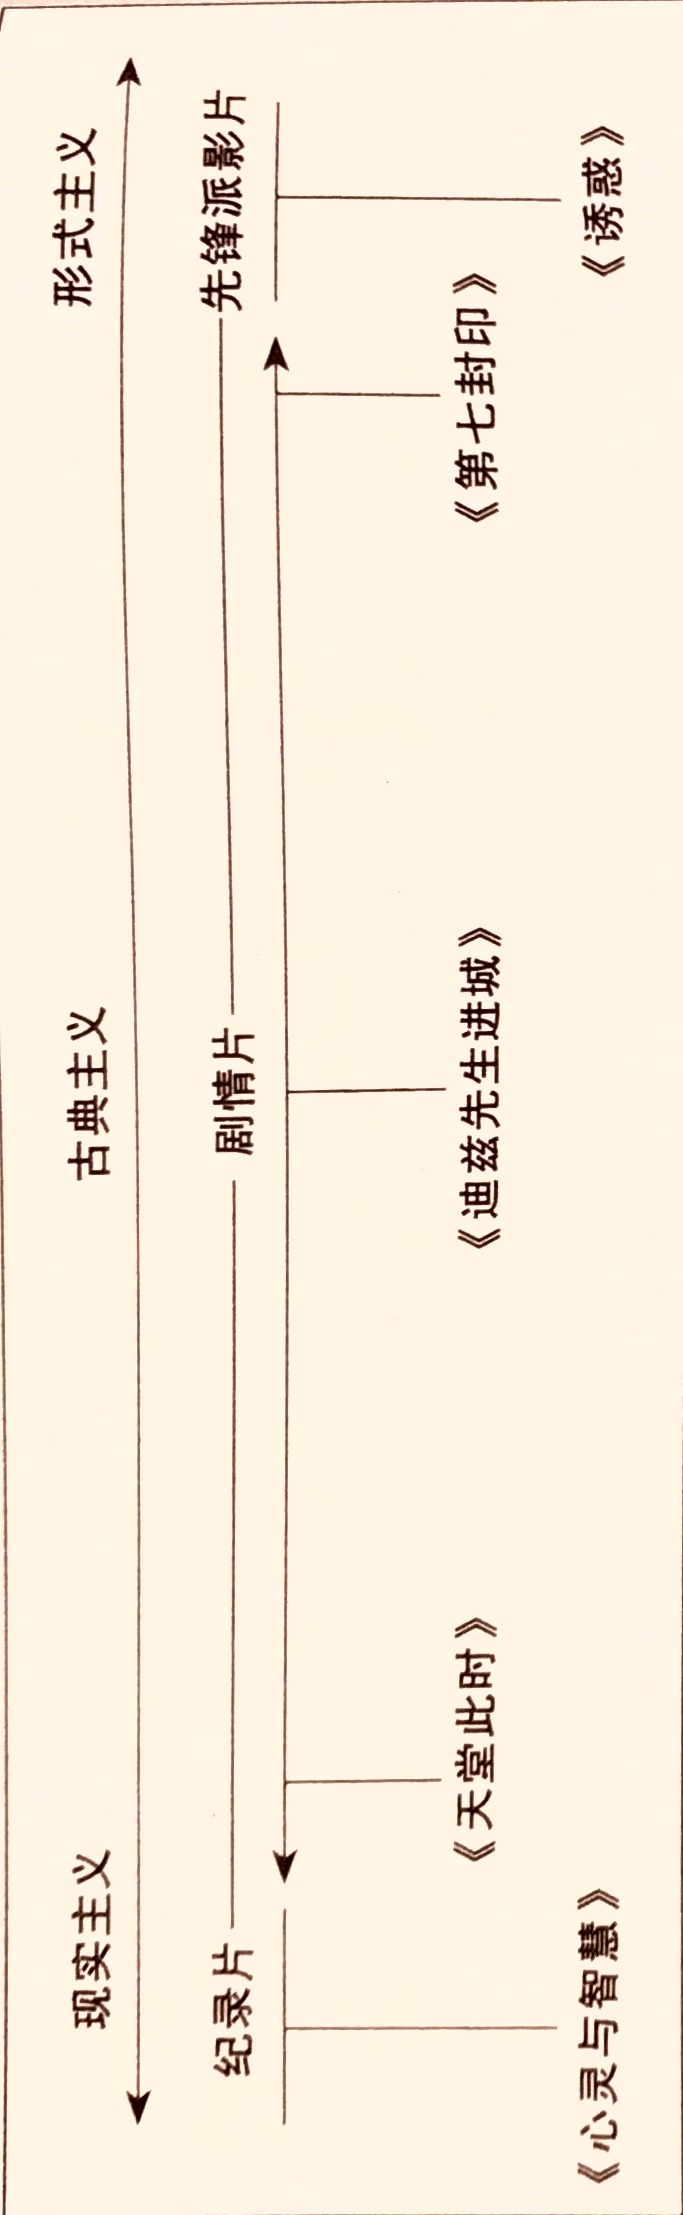 现实主义 古典主义 形式主义
纪录片 剧情片 先锋派影片
《天堂此时》 《迪兹先生进城》 《第七封印》
《心灵与智慧》 《诱惑》